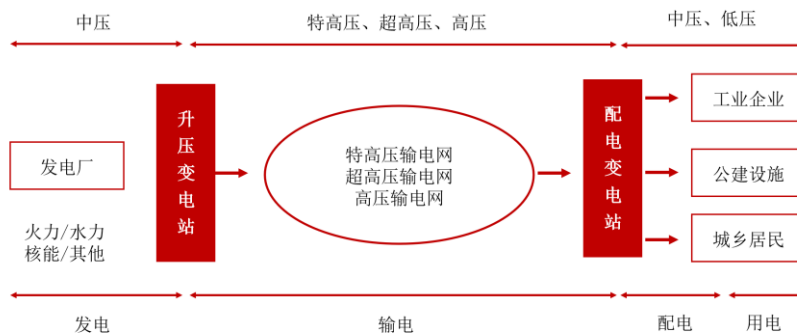 中压
特高压、超高压、高压
中压、低压
升压变电站
配电变电站
发电厂
火力/水力
核能/其他
特高压输电网
超高压输电网
高压输电网
工业企业
公建设施
城乡居民
发电
输电
配电
用电